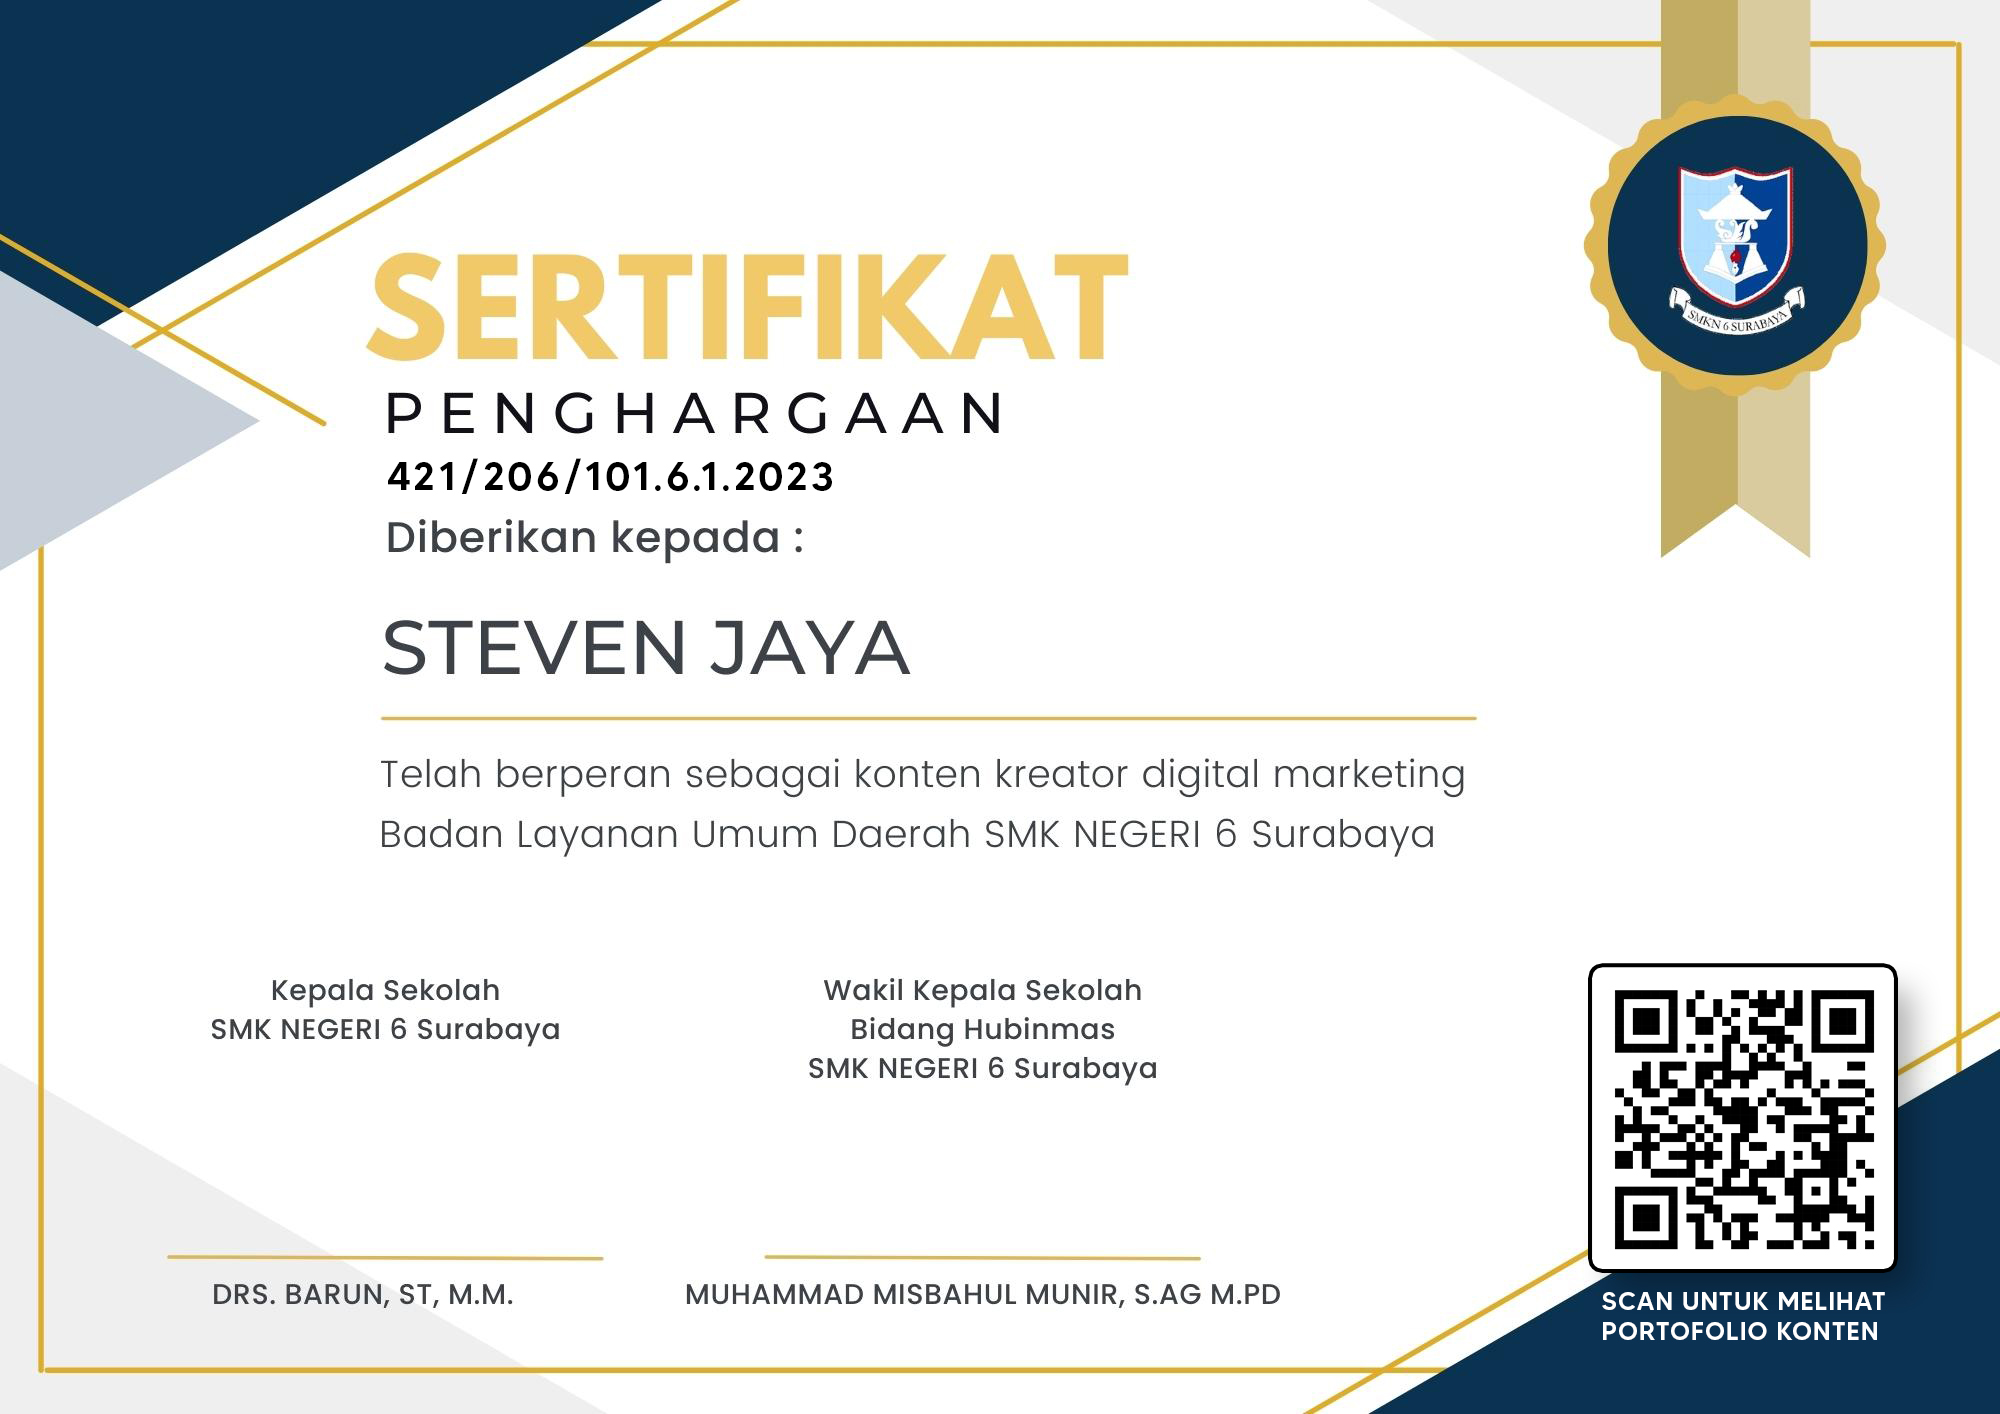 SERTIFIKAT
PENGHARGAAN
421/206/101.6.1.2023
Diberikan kepada :
STEVEN JAYA
Telah berperan sebagai konten kreator digital marketing
Badan Layanan Umum Daerah SMK NEGERI 6 Surabaya
SMKN 6 SURABAYA
Kepala Sekolah
SMK NEGERI 6 Surabaya
DRS. BARUN, ST, M.M.
Wakil Kepala Sekolah
Bidang Hubinmas
SMK NEGERI 6 Surabaya
MUHAMMAD MISBAHUL MUNIR, S.AG M.PD
SCAN UNTUK MELIHAT
PORTOFOLIO KONTEN